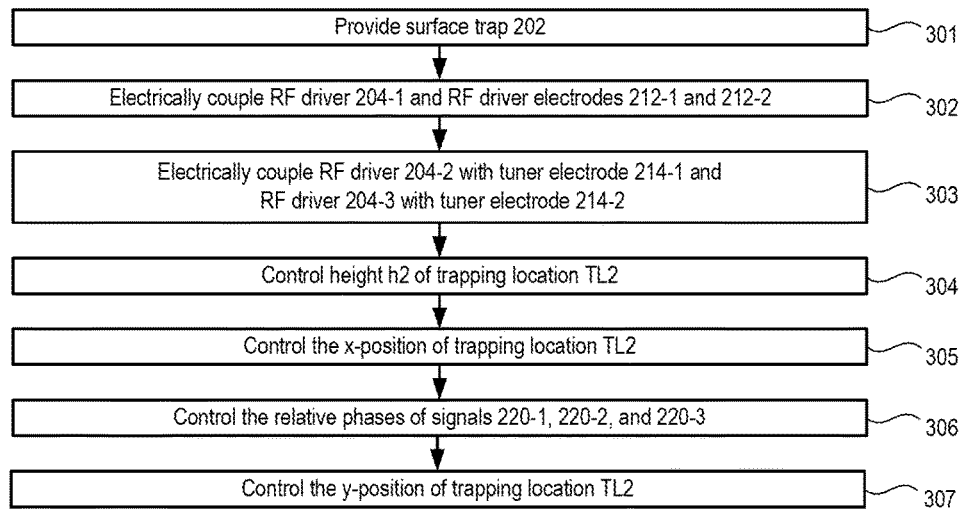 Provide surface trap 202
301
Electrically couple RF driver 204-1 and RF driver electrodes 212-1 and 212-2
302
Electrically couple RF driver 204-2 with tuner electrode 214-1 and
RF driver 204-3 with tuner electrode 214-2
303
Control height h2 of trapping location TL2
304
Control the x-position of trapping location TL2
305
Control the relative phases of signals 220-1, 220-2, and 220-3
306
Control the y-position of trapping location TL2
307